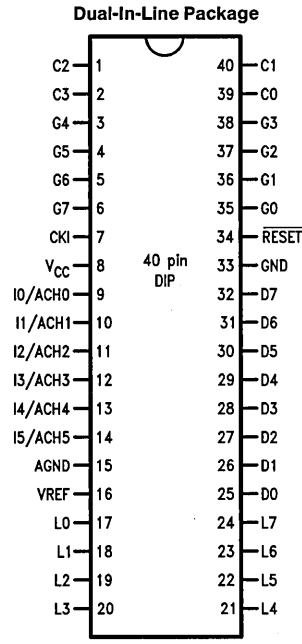 Dual-In-Line Package
C2 1 40 C1
C3 2 39 C0
G4 3 38 G3
G5 4 37 G2
G6 5 36 G1
G7 6 35 G0
CKI 7 34 RESET
VCC 8 33 GND
40 pin
DIP
I0/ACH0 9 32 D7
I1/ACH1 10 31 D6
I2/ACH2 11 30 D5
I3/ACH3 12 29 D4
I4/ACH4 13 28 D3
I5/ACH5 14 27 D2
AGND 15 26 D1
VREF 16 25 D0
L0 17 24 L7
L1 18 23 L6
L2 19 22 L5
L3 20 21 L4